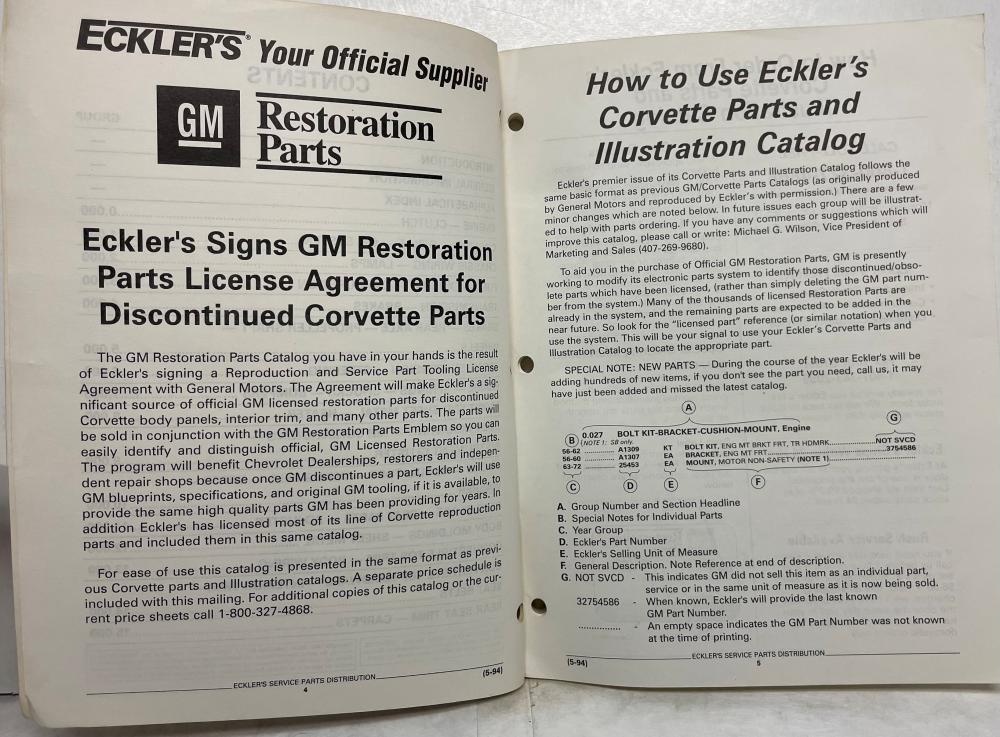 ECKLER'S® Your Official Supplier
GM Restoration
Parts
Eckler's Signs GM Restoration
Parts License Agreement for
Discontinued Corvette Parts
The GM Restoration Parts Catalog you have in your hands is the result
of Eckler's signing a Reproduction and Service Part Tooling License
Agreement with General Motors. The Agreement will make Eckler's a sig-
nificant source of official GM licensed restoration parts for discontinued
Corvette body panels, interior trim, and many other parts. The parts will
be sold in conjunction with the GM Restoration Parts Emblem so you can
easily identify and distinguish official, GM Licensed Restoration Parts.
The program will benefit Chevrolet Dealerships, restorers and indepen-
dent repair shops because once GM discontinues a part, Eckler's will use
GM blueprints, specifications, and original GM tooling, if it is available, to
provide the same high quality parts GM has been providing for years. In
addition Eckler's has licensed most of its line of Corvette reproduction
parts and included them in this same catalog.
For ease of use this catalog is presented in the same format as previ-
ous Corvette parts and Illustration catalogs. A separate price schedule is
included with this mailing. For additional copies of this catalog or the cur-
rent price sheets call 1-800-327-4868.
ECKLER'S SERVICE PARTS DISTRIBUTION
(5-94)
4
How to Use Eckler's
Corvette Parts and
Illustration Catalog
Eckler's premier issue of its Corvette Parts and Illustration Catalog follows the
same basic format as previous GM/Corvette Parts Catalogs (as originally produced
by General Motors and reproduced by Eckler's with permission.) There are a few
minor changes which are noted below. In future issues each group will be illustrat-
ed to help with parts ordering. If you have any comments or suggestions which will
improve this catalog, please call or write: Michael G. Wilson, Vice President of
Marketing and Sales (407-269-9680).
To aid you in the purchase of Official GM Restoration Parts, GM is presently
working to modify its electronic parts system to identify those discontinued/obso-
lete parts which have been licensed, (rather than simply deleting the GM part num-
ber from the system.) Many of the thousands of licensed Restoration Parts are
already in the system, and the remaining parts are expected to be added in the
near future. So look for the "licensed part" reference (or similar notation) when you
use the system. This will be your signal to use your Eckler's Corvette Parts and
Illustration Catalog to locate the appropriate part.
SPECIAL NOTE: NEW PARTS — During the course of the year Eckler's will be
adding hundreds of new items, if you don't see the part you need, call us, it may
have just been added and missed the latest catalog.
A
G
0.027 BOLT KIT-BRACKET-CUSHION-MOUNT, Engine
B (NOTE 1: SB only.
56-62 ........... A1309 KT BOLT KIT, ENG MT BRKT FRT, TR HDMRK........... NOT SVCD
56-60 ........... A1307 EA BRACKET, ENG MT FRT........... 3754586
63-72 ........... 25453 EA MOUNT, MOTOR NON-SAFETY (NOTE 1)...........
C D E F
A. Group Number and Section Headline
B. Special Notes for Individual Parts
C. Year Group
D. Eckler's Part Number
E. Eckler's Selling Unit of Measure
F. General Description. Note Reference at end of description.
G. NOT SVCD - This indicates GM did not sell this item as an individual part,
service or in the same unit of measure as it is now being sold.
32754586 - When known, Eckler's will provide the last known
GM Part Number.
................ - An empty space indicates the GM Part Number was not known
at the time of printing.
(5-94)
ECKLER'S SERVICE PARTS DISTRIBUTION
5